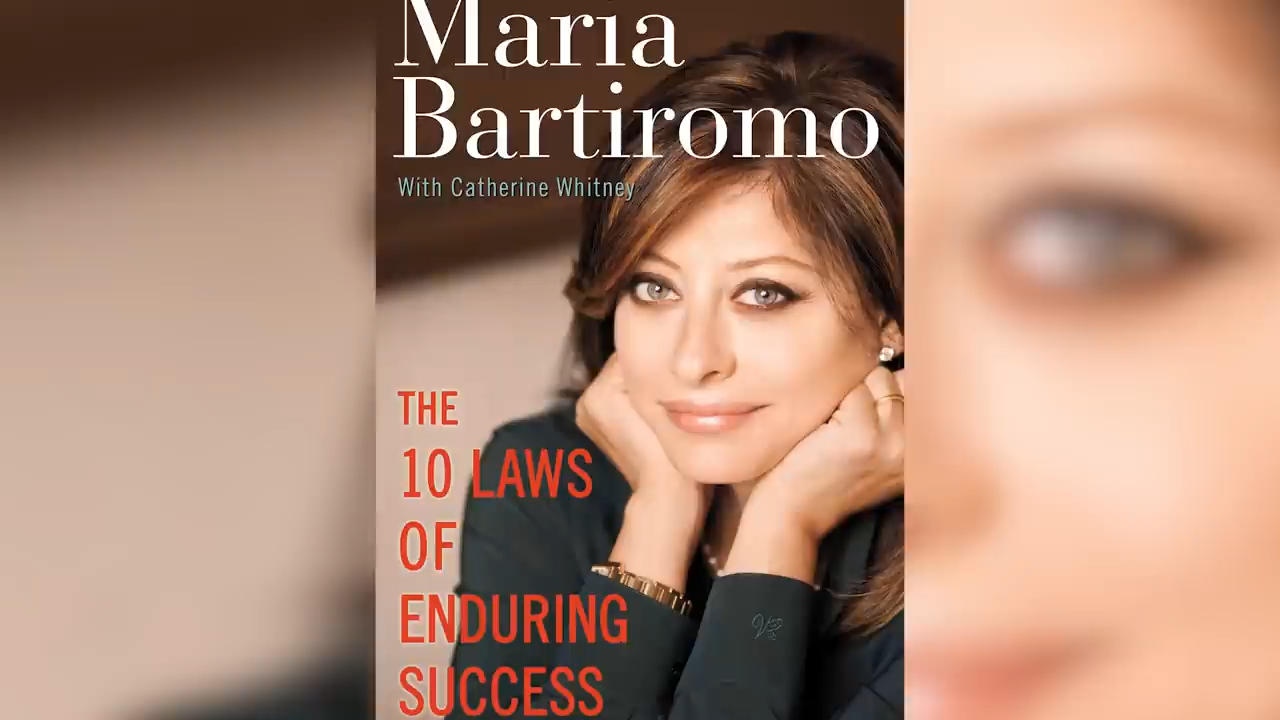 Maria
Bartiromo
With Catherine Whitney
THE
10 LAWS
OF
ENDURING
SUCCESS